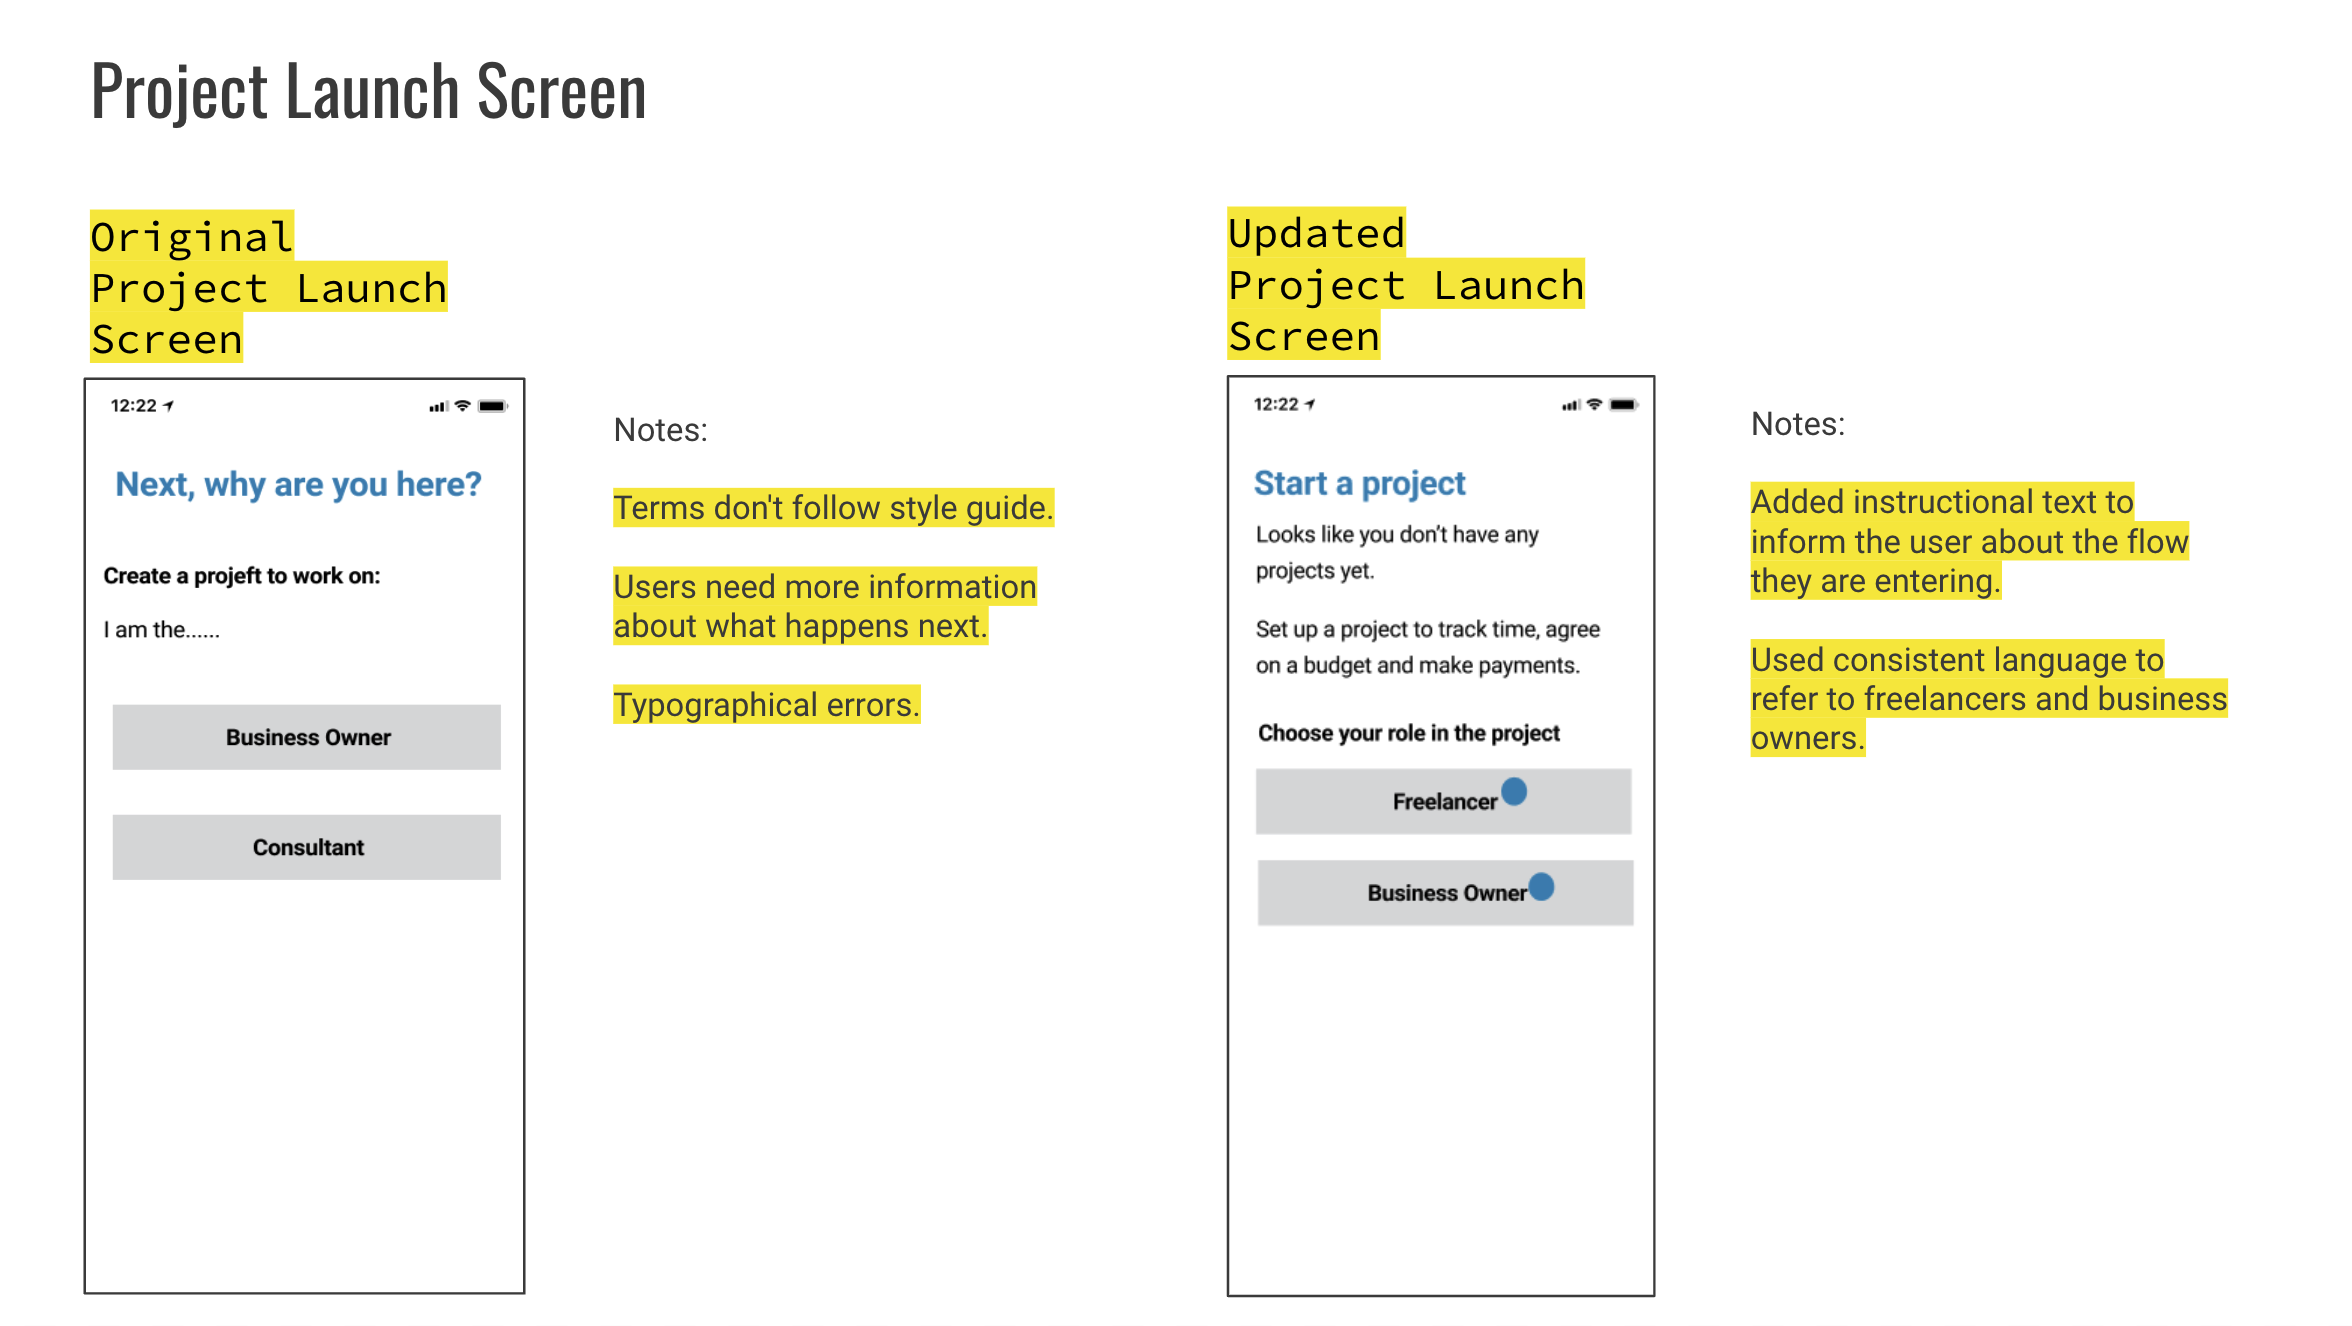 Project Launch Screen
Original
Project Launch
Screen
12:22
Next, why are you here?
Create a projeft to work on:
I am the......
Business Owner
Consultant
Notes:
Terms don't follow style guide.
Users need more information
about what happens next.
Typographical errors.
Updated
Project Launch
Screen
12:22
Start a project
Looks like you don’t have any
projects yet.
Set up a project to track time, agree
on a budget and make payments.
Choose your role in the project
Freelancer
Business Owner
Notes:
Added instructional text to
inform the user about the flow
they are entering.
Used consistent language to
refer to freelancers and business
owners.